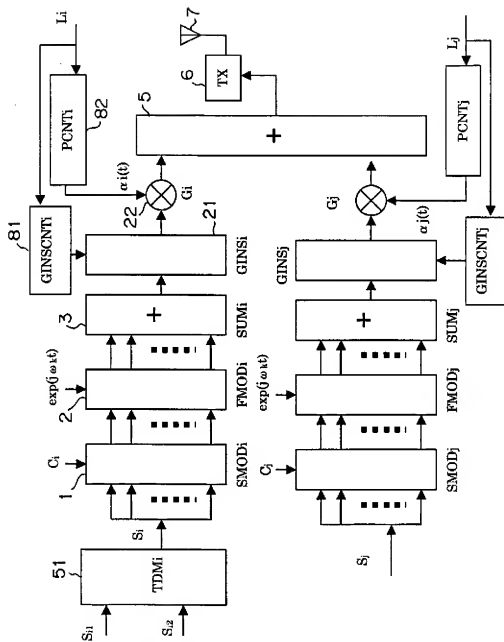 Li
PCNTi
82
81
GINSCNTi
αi(t)
22
Gi
21
GINSi
3
+
SUMi
exp(jωkt)
2
FMODi
Ci
1
SMODi
Si
51
TDMi
Si1
Si2
5
+
6
TX
7
Lj
PCNTj
GINSCNTj
αj(t)
Gj
GINSj
+
SUMj
exp(jωkt)
FMODj
Cj
SMODj
Sj